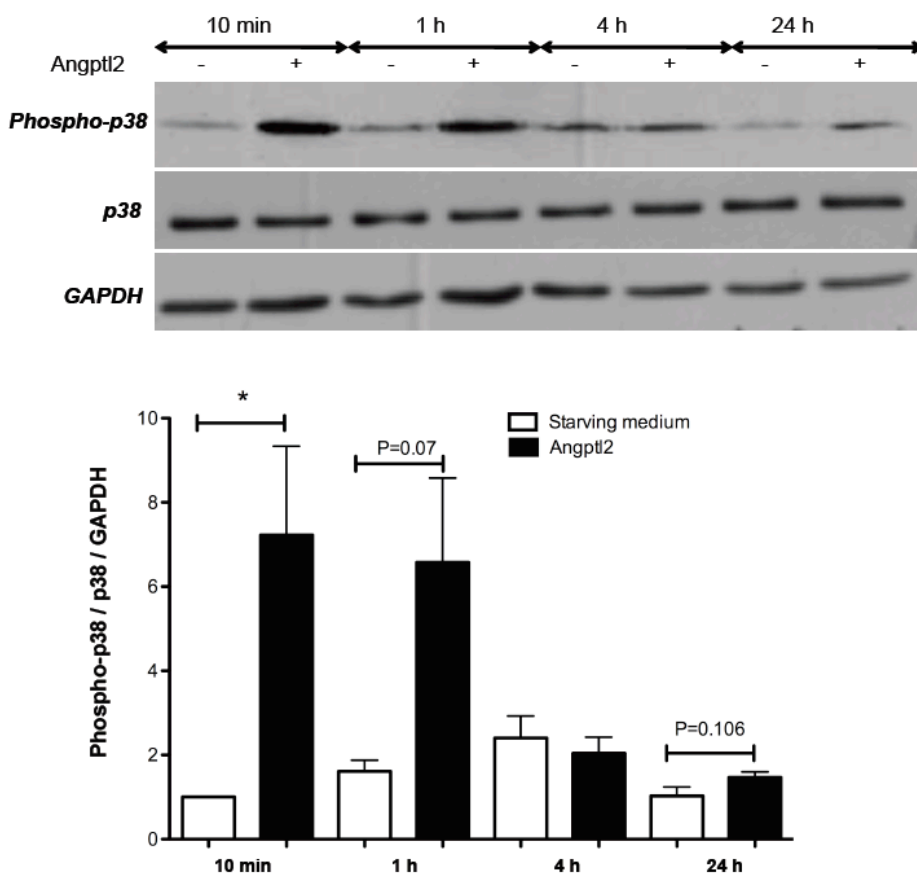 10 min 1 h 4 h 24 h
Angptl2 - + - + - + - +
Phospho-p38
p38
GAPDH
10
8
6
4
2
0
Phospho-p38 / p38 / GAPDH
*
P=0.07
P=0.106
Starving medium
Angptl2
10 min 1 h 4 h 24 h